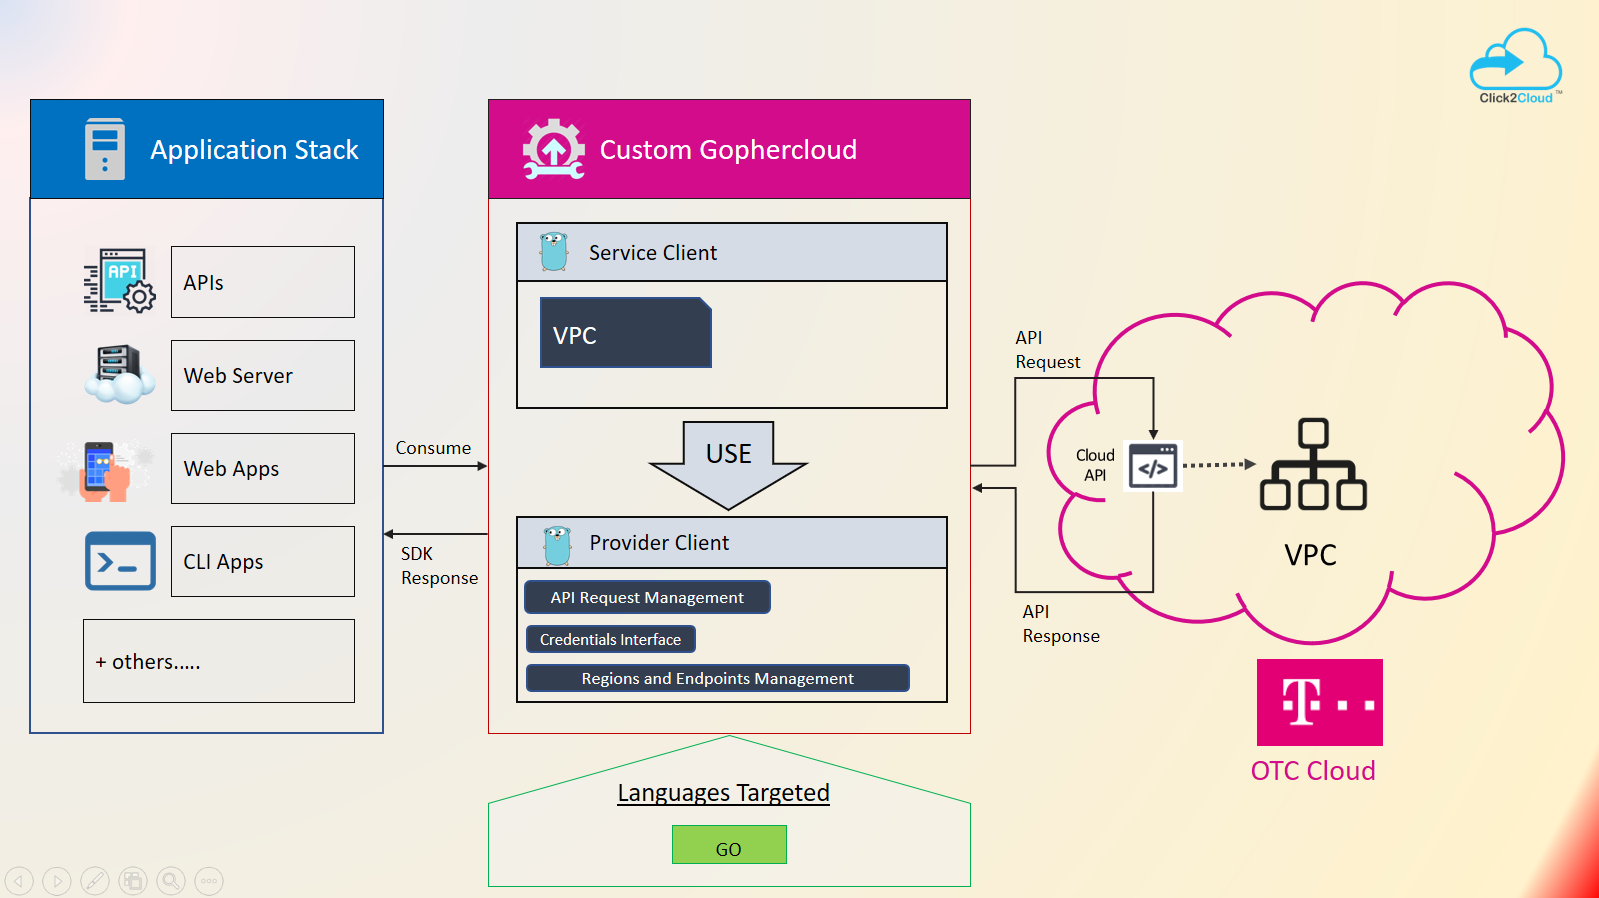 Click2Cloud ™
Application Stack
API
APIs
Web Server
Web Apps
CLI Apps
+ others.....
Consume
SDK
Response
Custom Gophercloud
Service Client
VPC
USE
Provider Client
API Request Management
Credentials Interface
Regions and Endpoints Management
Languages Targeted
GO
API
Request
Cloud
API
</>
VPC
API
Response
T
OTC Cloud